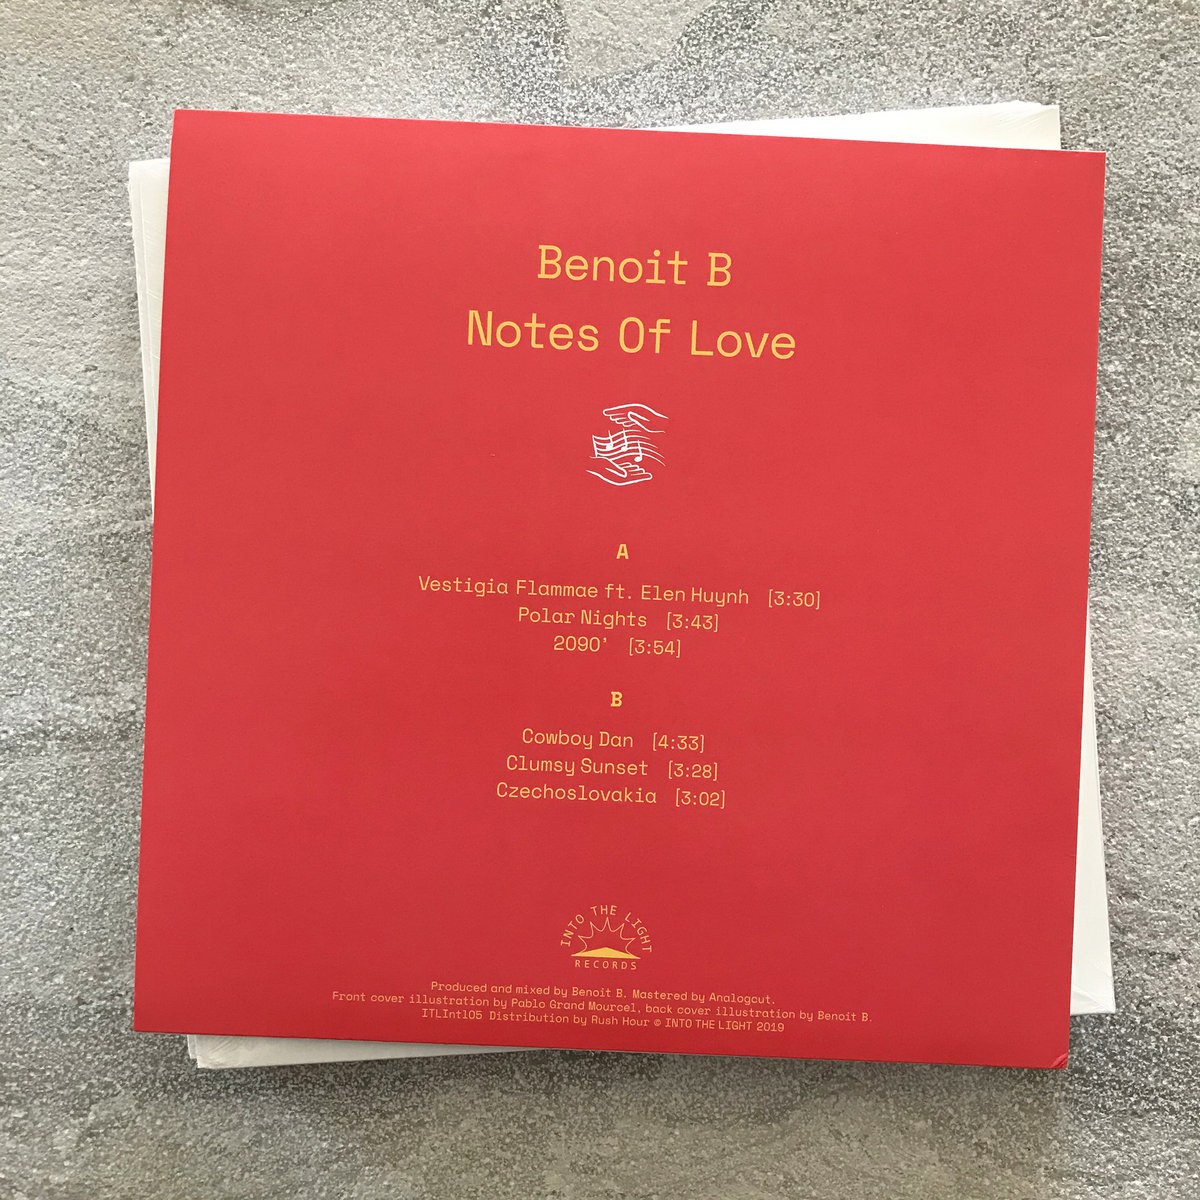 Benoit B
Notes Of Love
A
Vestigia Flammae ft. Elen Huynh [3:30]
Polar Nights [3:43]
2090' [3:54]
B
Cowboy Dan [4:33]
Clumsy Sunset [3:28]
Czechoslovakia [3:02]
INTO THE LIGHT
RECORDS
Produced and mixed by Benoit B. Mastered by Analogcut.
Front cover illustration by Pablo Grand Mourcel, back cover illustration by Benoit B.
ITLIntl05 Distribution by Rush Hour © INTO THE LIGHT 2019